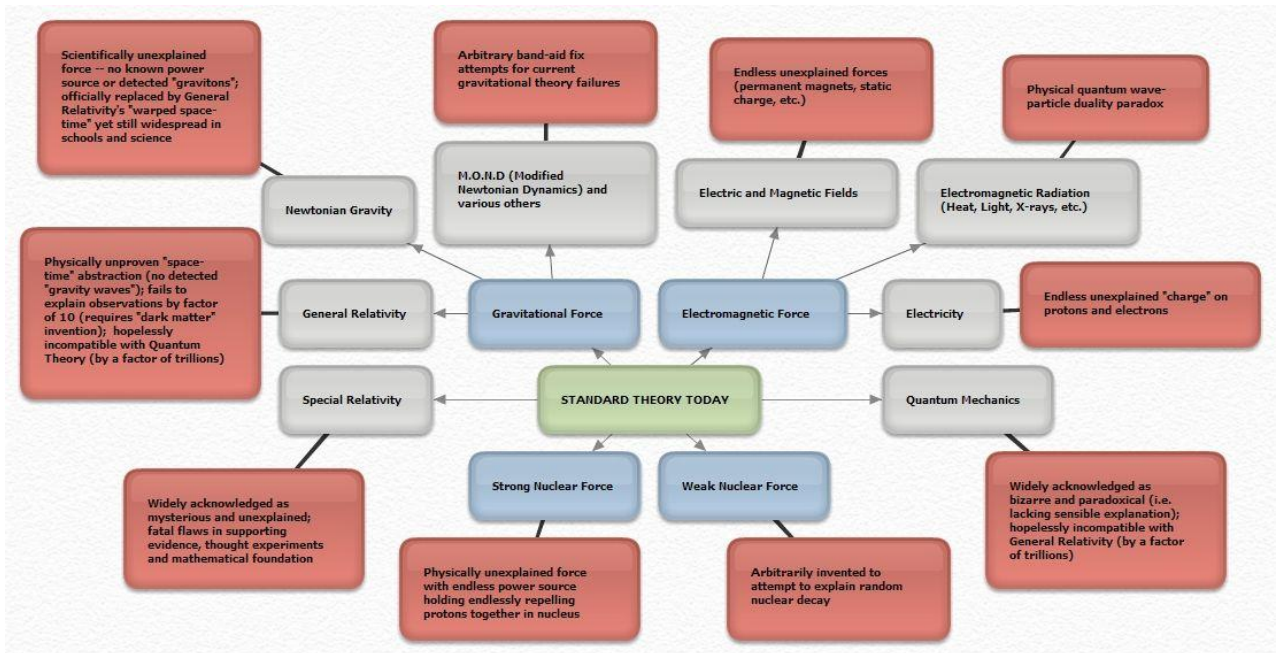 Scientifically unexplained
force -- no known power
source or detected "gravitons";
officially replaced by General
Relativity's "warped space-
time" yet still widespread in
schools and science
Arbitrary band-aid fix
attempts for current
gravitational theory failures
Endless unexplained forces
(permanent magnets, static
charge, etc.)
Physical quantum wave-
particle duality paradox
Newtonian Gravity
M.O.N.D (Modified
Newtonian Dynamics) and
various others
Electric and Magnetic Fields
Electromagnetic Radiation
(Heat, Light, X-rays, etc.)
Physically unproven "space-
time" abstraction (no detected
"gravity waves"); fails to
explain observations by factor
of 10 (requires "dark matter"
invention); hopelessly
incompatible with Quantum
Theory (by a factor of trillions)
General Relativity
Gravitational Force
Electromagnetic Force
Electricity
Endless unexplained "charge" on
protons and electrons
Special Relativity
STANDARD THEORY TODAY
Quantum Mechanics
Widely acknowledged as
mysterious and unexplained;
fatal flaws in supporting
evidence, thought experiments
and mathematical foundation
Strong Nuclear Force
Weak Nuclear Force
Widely acknowledged as
bizarre and paradoxical (i.e.
lacking sensible explanation);
hopelessly incompatible with
General Relativity (by a factor
of trillions)
Physically unexplained force
with endless power source
holding endlessly repelling
protons together in nucleus
Arbitrarily invented to
attempt to explain random
nuclear decay